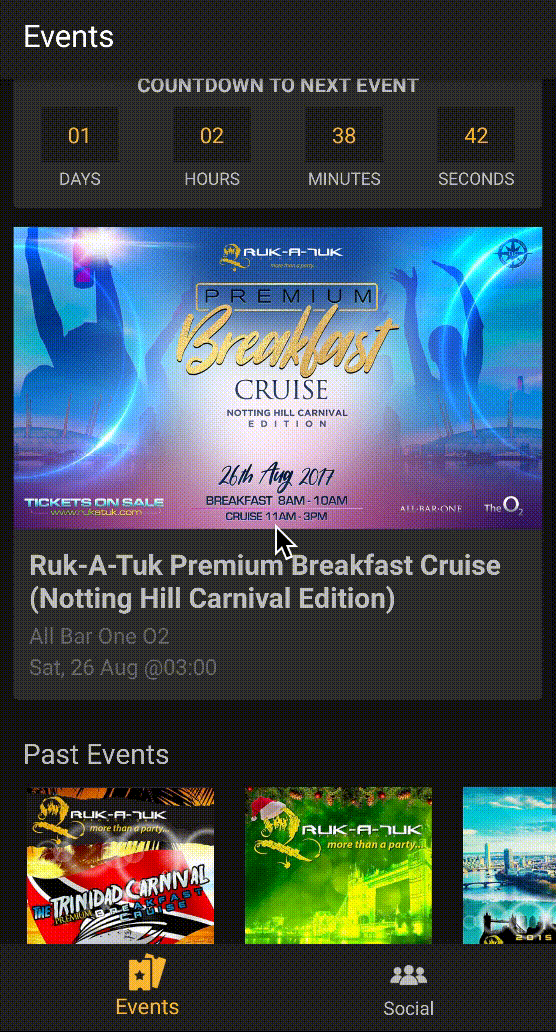 Events
COUNTDOWN TO NEXT EVENT
01 02 38 42
DAYS HOURS MINUTES SECONDS
RUK-A-TUK
more than a party...
PREMIUM
Breakfast
CRUISE
NOTTING HILL CARNIVAL
EDITION
26th Aug 2017
BREAKFAST 8AM - 10AM
CRUISE 11AM - 3PM
TICKETS ON SALE
www.rukatuk.com
ALL·BAR·ONE
The O2
Ruk-A-Tuk Premium Breakfast Cruise
(Notting Hill Carnival Edition)
All Bar One O2
Sat, 26 Aug @03:00
Past Events
RUK-A-TUK
more than a party...
THE TRINIDAD CARNIVAL
PREMIUM BREAKFAST
CRUISE
RUK-A-TUK
more than a party...
2015
Events
Social